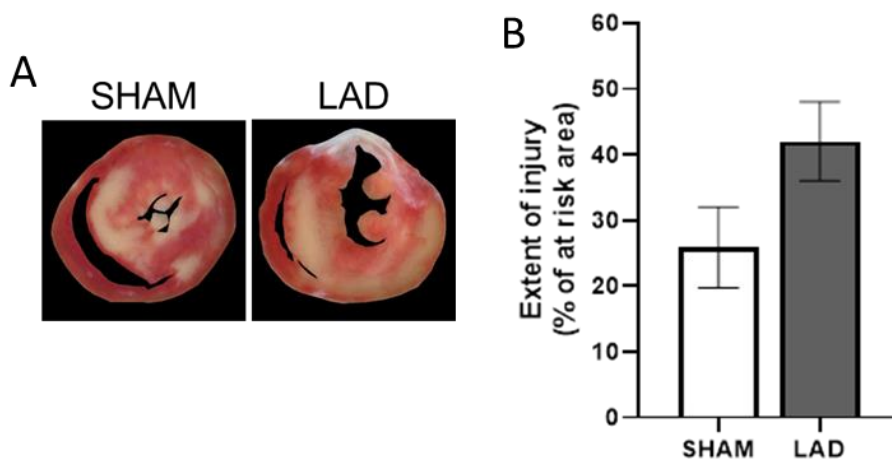 A
SHAM
LAD
B
Extent of injury
(% of at risk area)
60
50
40
30
20
10
0
SHAM
LAD